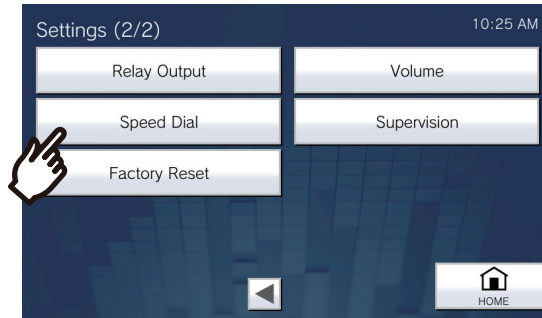 Settings (2/2)
10:25 AM
Relay Output
Volume
Speed Dial
Supervision
Factory Reset
HOME